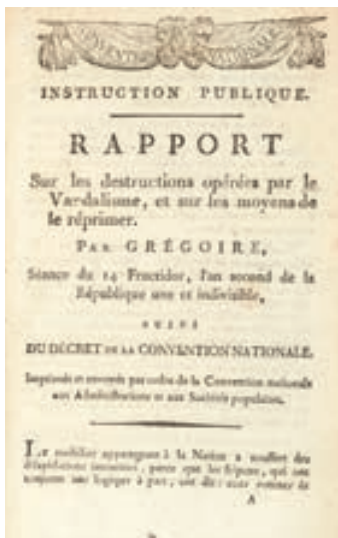 CONVENTION NATIONALE
INSTRUCTION PUBLIQUE.
RAPPORT
Sur les destructions opérées par le
Vandalisme, et sur les moyens de
le réprimer.
PAR GRÉGOIRE,
Séance du 14 Fructidor, l'an second de la
République une et indivisible,
SUIVI
DU DÉCRET DE LA CONVENTION NATIONALE.
Imprimés et envoyés par ordre de la Convention nationale
aux Administrations et aux Sociétés populaires.
Le mobilier appartenant à la Nation a souffert des
dilapidations immenses, parce que les fripons, qui ont
toujours une logique à part, ont dit: nous sommes la
A